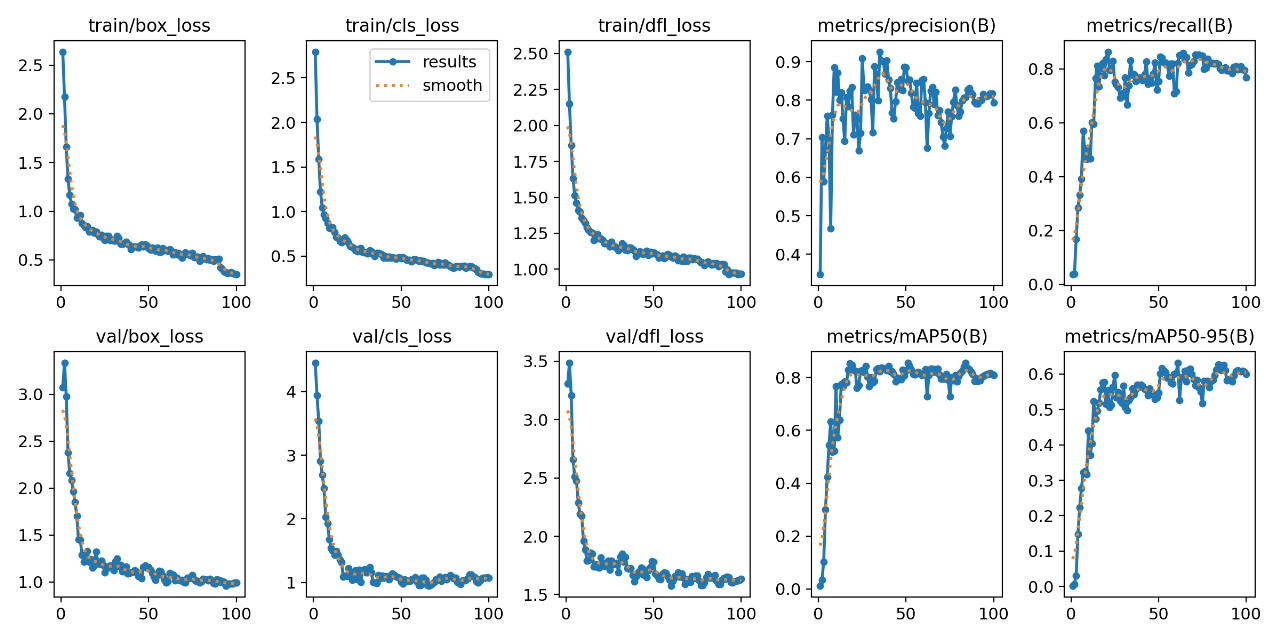 train/box_loss
2.5
2.0
1.5
1.0
0.5
0 50 100
train/cls_loss
results
smooth
2.5
2.0
1.5
1.0
0.5
0 50 100
train/dfl_loss
2.50
2.25
2.00
1.75
1.50
1.25
1.00
0 50 100
metrics/precision(B)
0.9
0.8
0.7
0.6
0.5
0.4
0 50 100
metrics/recall(B)
0.8
0.6
0.4
0.2
0.0
0 50 100
val/box_loss
3.0
2.5
2.0
1.5
1.0
0 50 100
val/cls_loss
4
3
2
1
0 50 100
val/dfl_loss
3.5
3.0
2.5
2.0
1.5
0 50 100
metrics/mAP50(B)
0.8
0.6
0.4
0.2
0.0
0 50 100
metrics/mAP50-95(B)
0.6
0.5
0.4
0.3
0.2
0.1
0.0
0 50 100